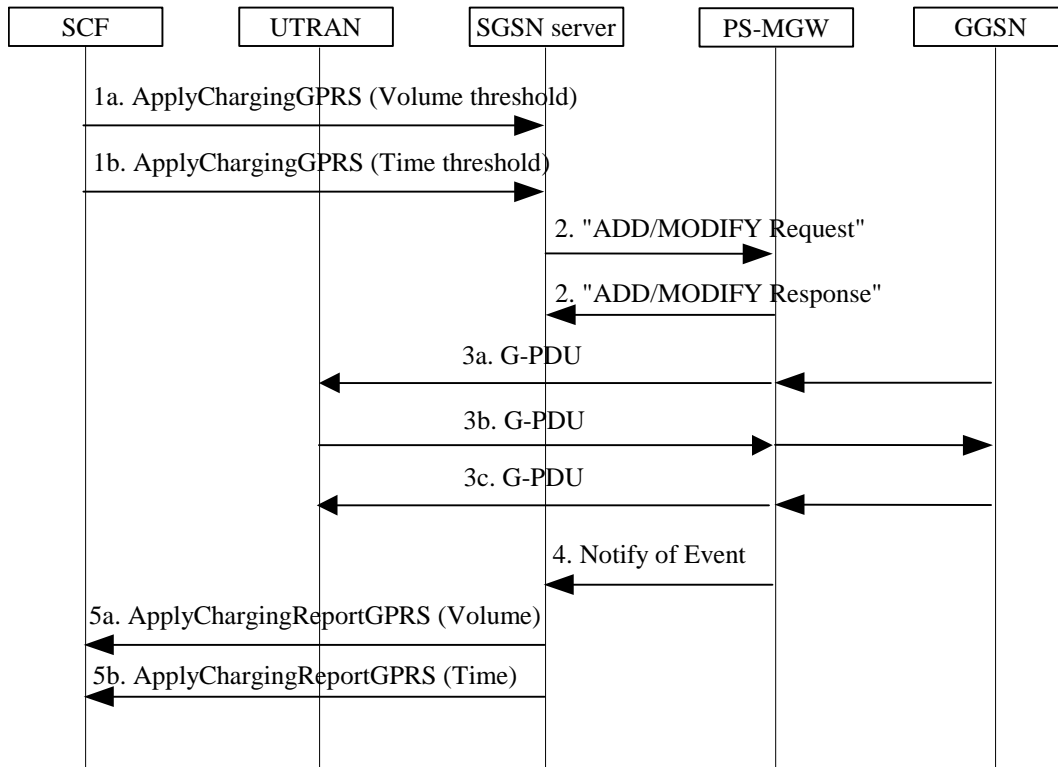 SCF
UTRAN
SGSN server
PS-MGW
GGSN
1a. ApplyChargingGPRS (Volume threshold)
1b. ApplyChargingGPRS (Time threshold)
2. "ADD/MODIFY Request"
2. "ADD/MODIFY Response"
3a. G-PDU
3b. G-PDU
3c. G-PDU
4. Notify of Event
5a. ApplyChargingReportGPRS (Volume)
5b. ApplyChargingReportGPRS (Time)